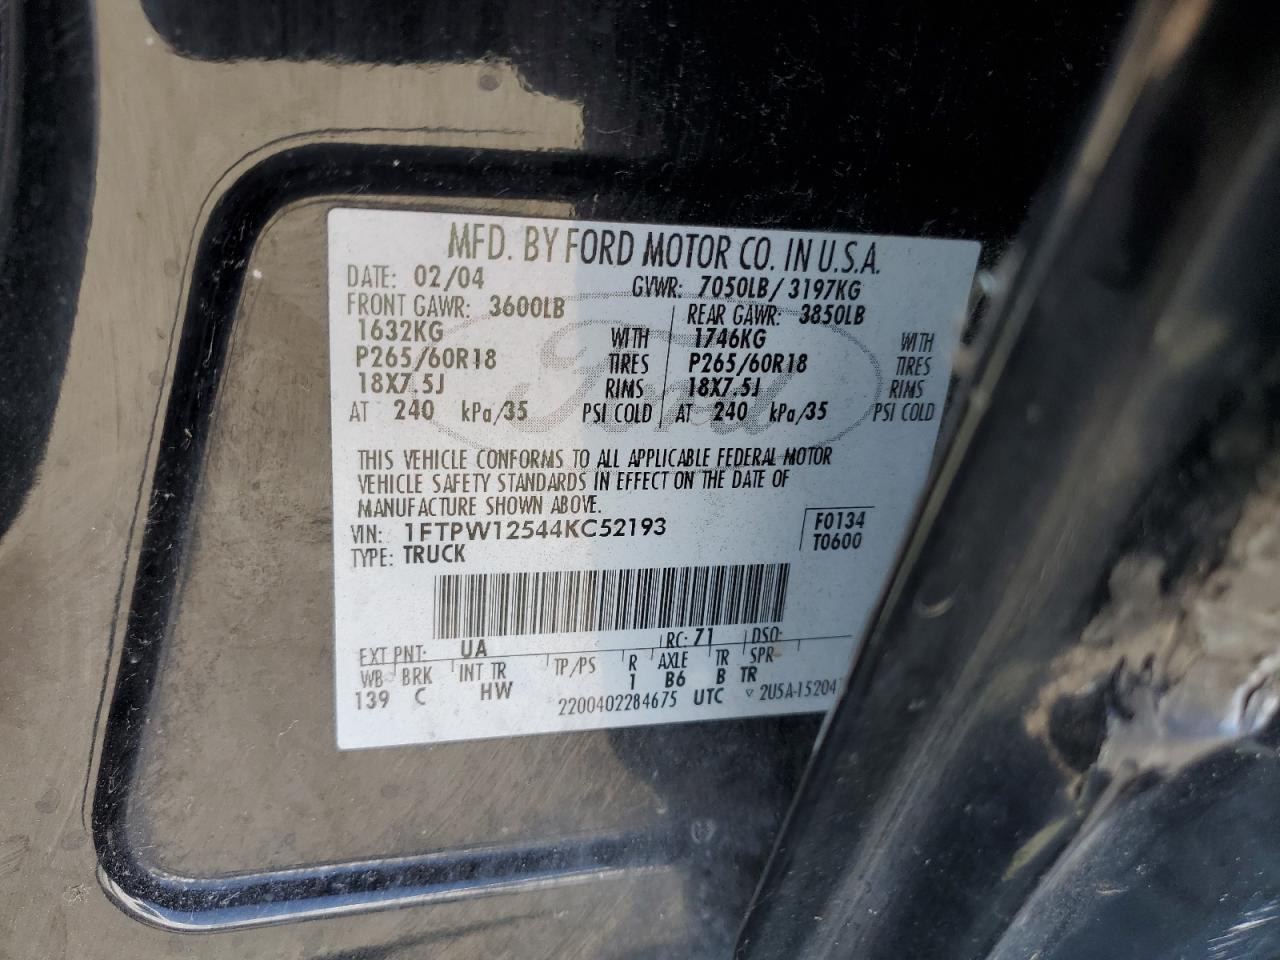 MFD. BY FORD MOTOR CO. IN U.S.A.
DATE: 02/04 GVWR: 7050LB/ 3197KG
FRONT GAWR: 3600LB REAR GAWR: 3850LB
1632KG WITH 1746KG WITH
P265/60R18 TIRES P265/60R18 TIRES
18X7.5J RIMS 18X7.5J RIMS
AT 240 kPa/35 PSI COLD AT 240 kPa/35 PSI COLD
Ford
THIS VEHICLE CONFORMS TO ALL APPLICABLE FEDERAL MOTOR
VEHICLE SAFETY STANDARDS IN EFFECT ON THE DATE OF
MANUFACTURE SHOWN ABOVE.
VIN: 1FTPW12544KC52193 F0134
TYPE: TRUCK T0600
EXT PNT: UA RC: 71 DSO:
WB BRK INT TR TP/PS R AXLE TR SPR
139 C HW 1 B6 B TR
2200402284675 UTC ▽ 2U5A-15204